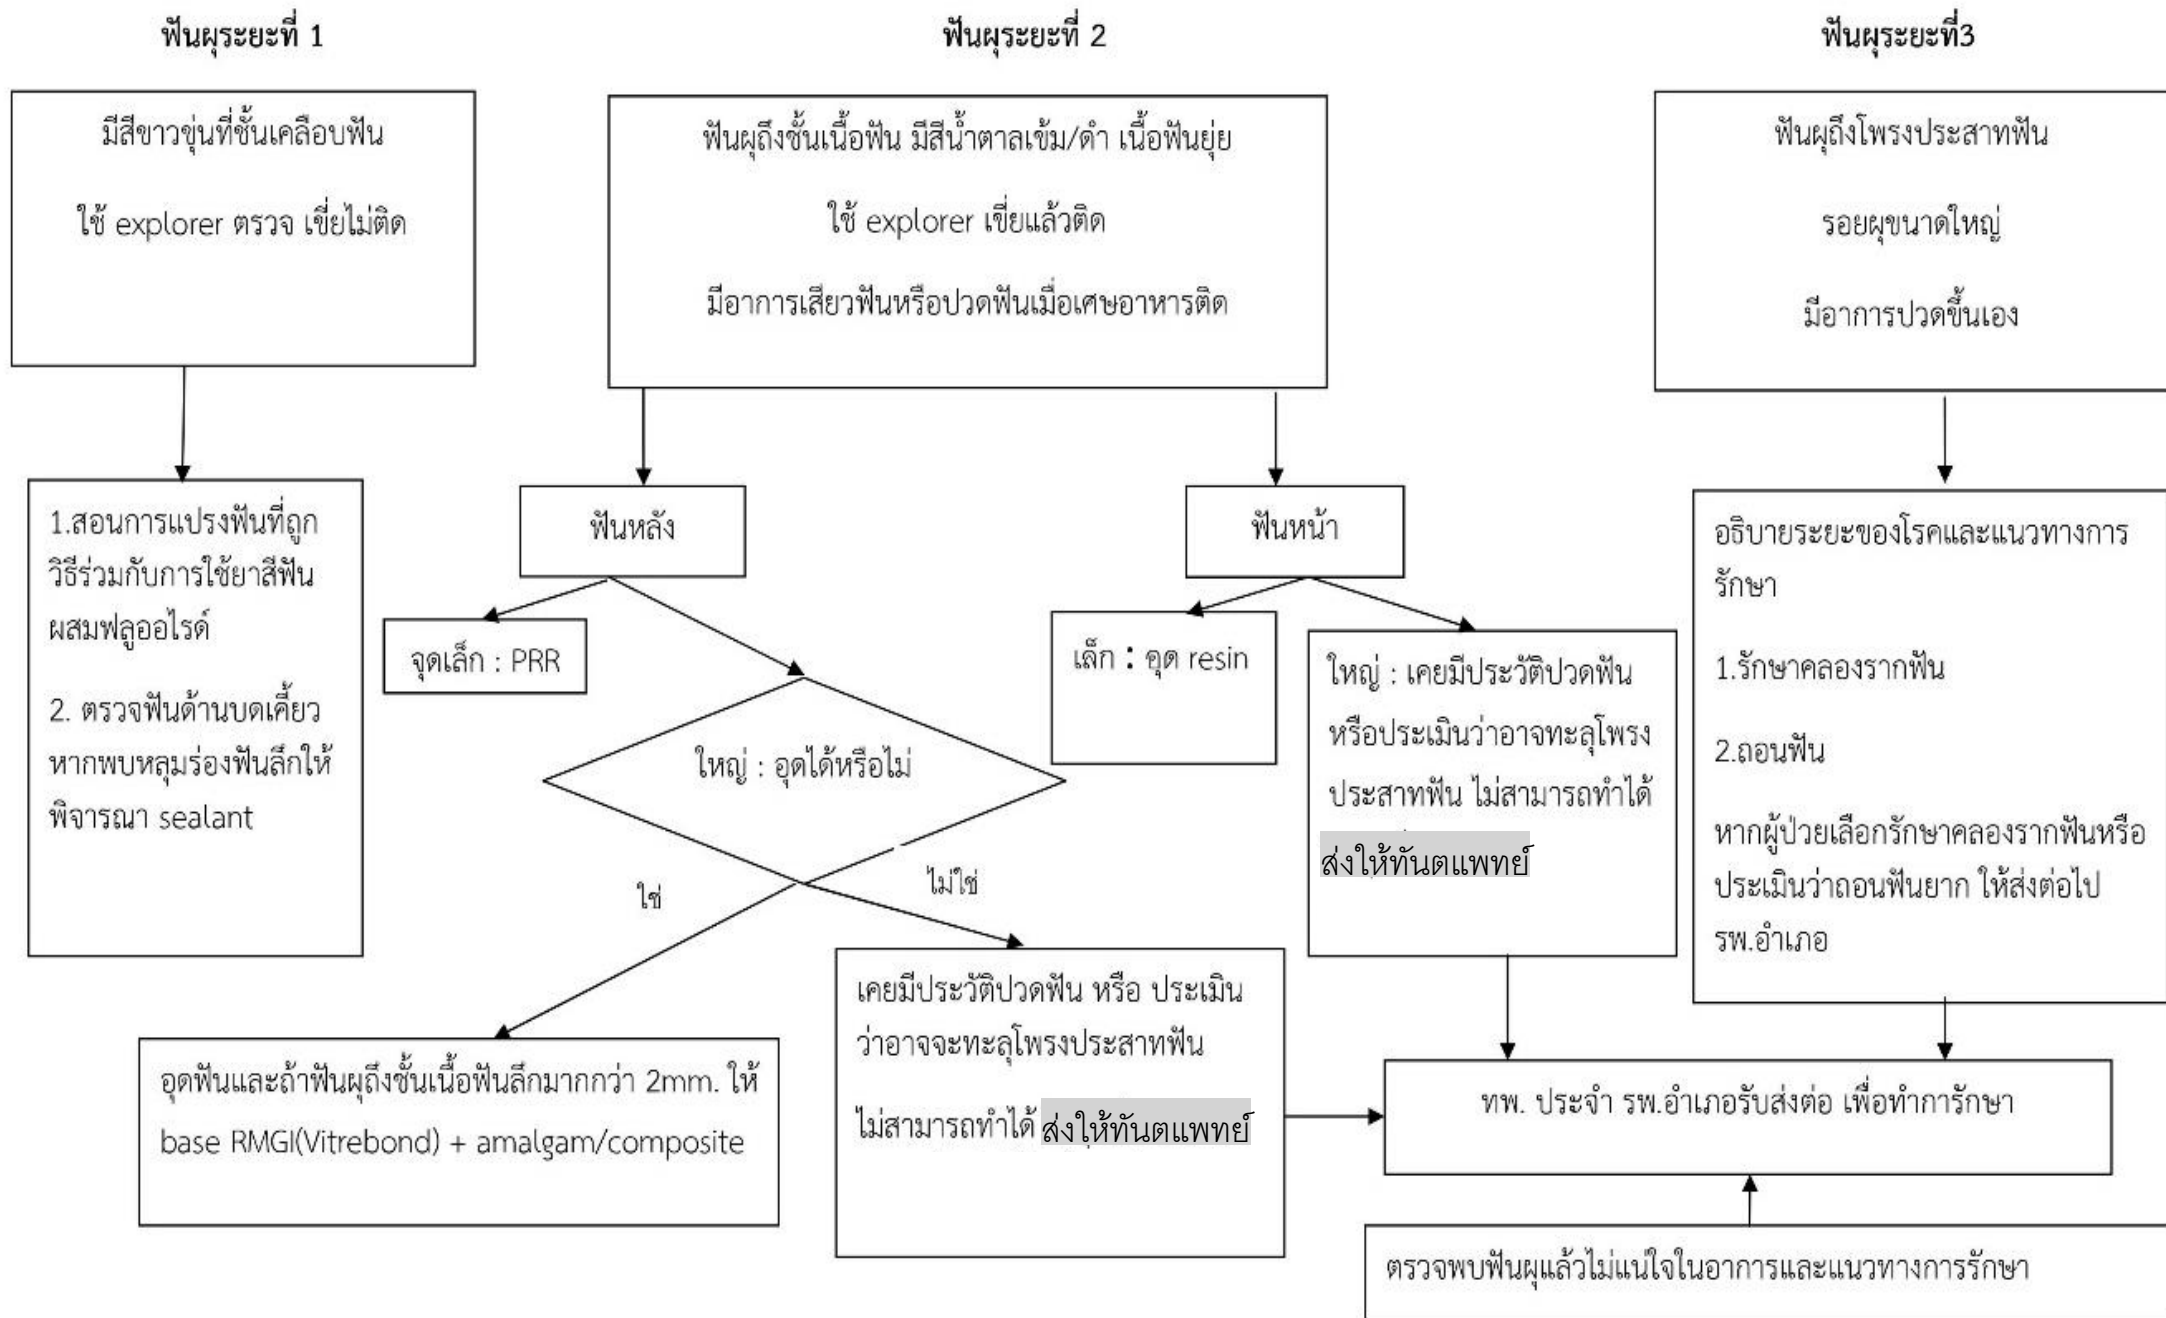 ฟันผุระยะที่ 1
ฟันผุระยะที่ 2
ฟันผุระยะที่3
มีสีขาวขุ่นที่ชั้นเคลือบฟัน
ใช้ explorer ตรวจ เขี่ยไม่ติด
ฟันผุถึงชั้นเนื้อฟัน มีสีน้ำตาลเข้ม/ดำ เนื้อฟันยุ่ย
ใช้ explorer เขี่ยแล้วติด
มีอาการเสียวฟันหรือปวดฟันเมื่อเศษอาหารติด
ฟันผุถึงโพรงประสาทฟัน
รอยผุขนาดใหญ่
มีอาการปวดขึ้นเอง
1.สอนการแปรงฟันที่ถูก
วิธีร่วมกับการใช้ยาสีฟัน
ผสมฟลูออไรด์
2. ตรวจฟันด้านบดเคี้ยว
หากพบหลุมร่องฟันลึกให้
พิจารณา sealant
ฟันหลัง
จุดเล็ก : PRR
ใหญ่ : อุดได้หรือไม่
ใช่
ไม่ใช่
ฟันหน้า
เล็ก : อุด resin
ใหญ่ : เคยมีประวัติปวดฟัน
หรือประเมินว่าอาจทะลุโพรง
ประสาทฟัน ไม่สามารถทำได้
ส่งให้ทันตแพทย์
อธิบายระยะของโรคและแนวทางการ
รักษา
1.รักษาคลองรากฟัน
2.ถอนฟัน
หากผู้ป่วยเลือกรักษาคลองรากฟันหรือ
ประเมินว่าถอนฟันยาก ให้ส่งต่อไป
รพ.อำเภอ
อุดฟันและถ้าฟันผุถึงชั้นเนื้อฟันลึกมากกว่า 2mm. ให้
base RMGI(Vitrebond) + amalgam/composite
เคยมีประวัติปวดฟัน หรือ ประเมิน
ว่าอาจจะทะลุโพรงประสาทฟัน
ไม่สามารถทำได้ ส่งให้ทันตแพทย์
ทพ. ประจำ รพ.อำเภอรับส่งต่อ เพื่อทำการรักษา
ตรวจพบฟันผุแล้วไม่แน่ใจในอาการและแนวทางการรักษา